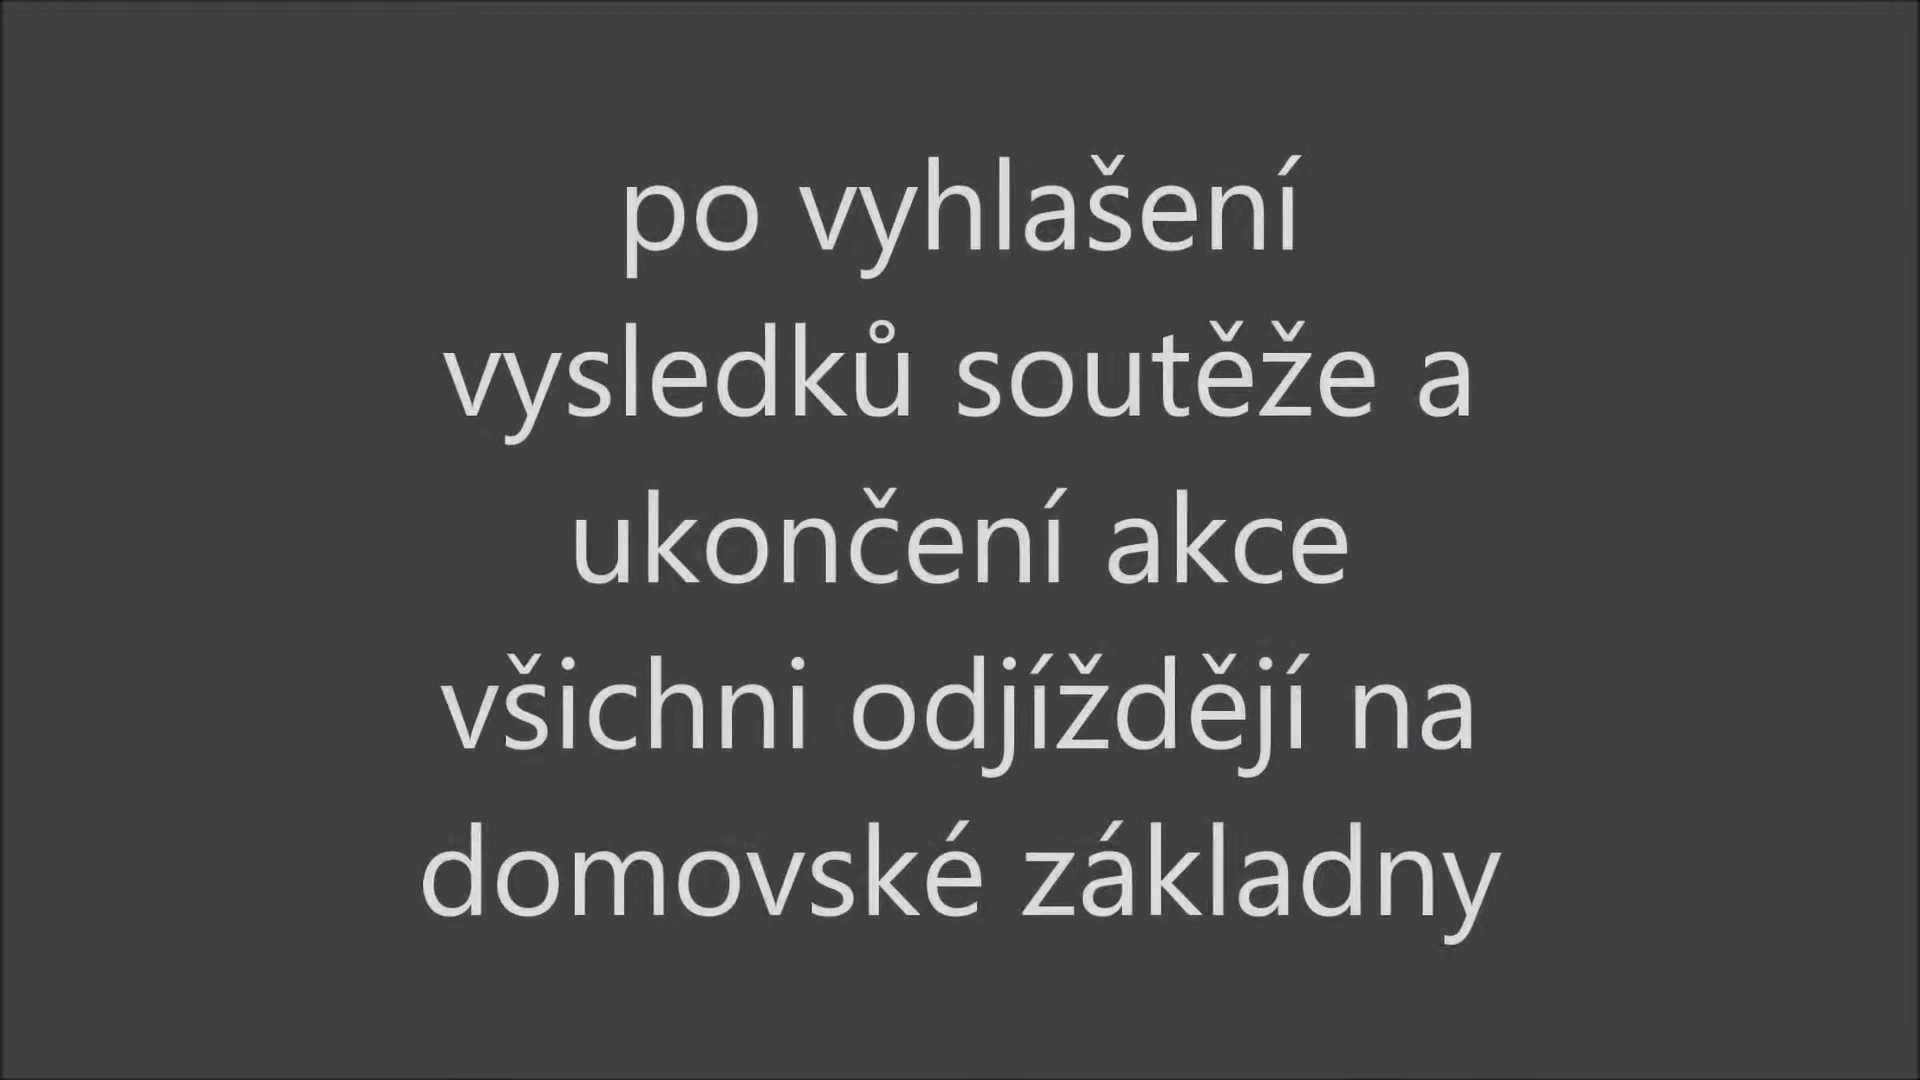 po vyhlašení
vysledků soutěže a
ukončení akce
všichni odjíždějí na
domovské základny